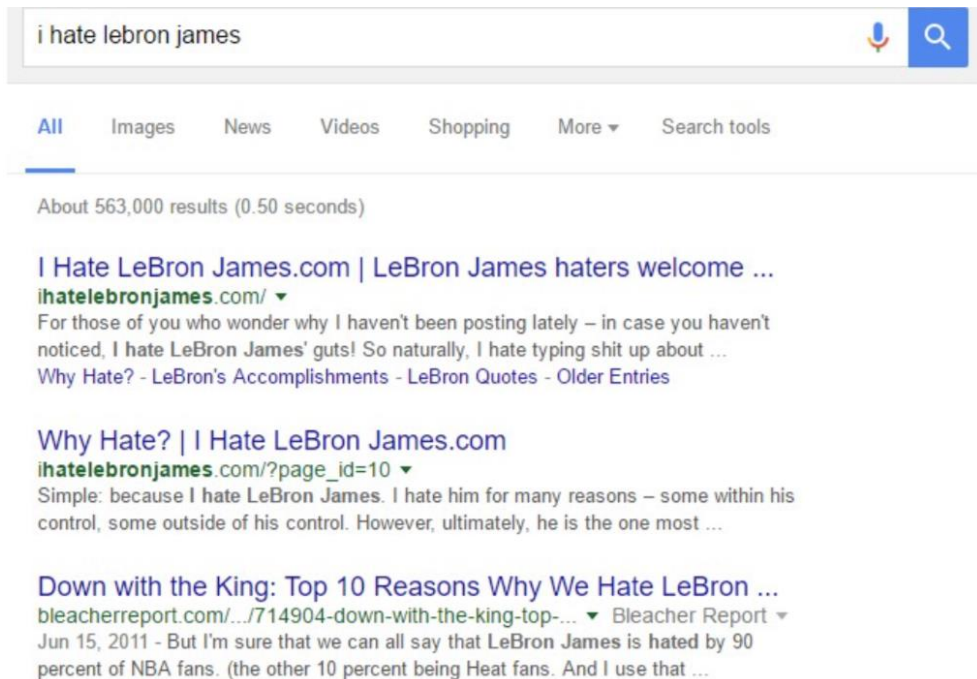 i hate lebron james
All Images News Videos Shopping More Search tools
About 563,000 results (0.50 seconds)
I Hate LeBron James.com | LeBron James haters welcome ...
ihatelebronjames.com/
For those of you who wonder why I haven't been posting lately – in case you haven't
noticed, I hate LeBron James' guts! So naturally, I hate typing shit up about ...
Why Hate? - LeBron's Accomplishments - LeBron Quotes - Older Entries
Why Hate? | I Hate LeBron James.com
ihatelebronjames.com/?page_id=10
Simple: because I hate LeBron James. I hate him for many reasons – some within his
control, some outside of his control. However, ultimately, he is the one most ...
Down with the King: Top 10 Reasons Why We Hate LeBron ...
bleacherreport.com/.../714904-down-with-the-king-top-... Bleacher Report
Jun 15, 2011 - But I'm sure that we can all say that LeBron James is hated by 90
percent of NBA fans. (the other 10 percent being Heat fans. And I use that ...